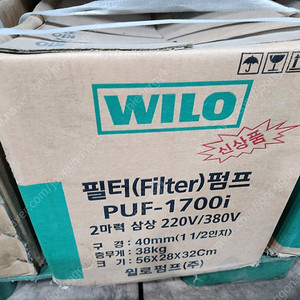 WILO
신상품
필터(Filter)펌프
PUF-1700i
2마력 삼상 220V/380V
구 경 : 40mm(1 1/2인치)
총무게 : 38kg
크 기 : 56X28X32Cm
윌로펌프(주)